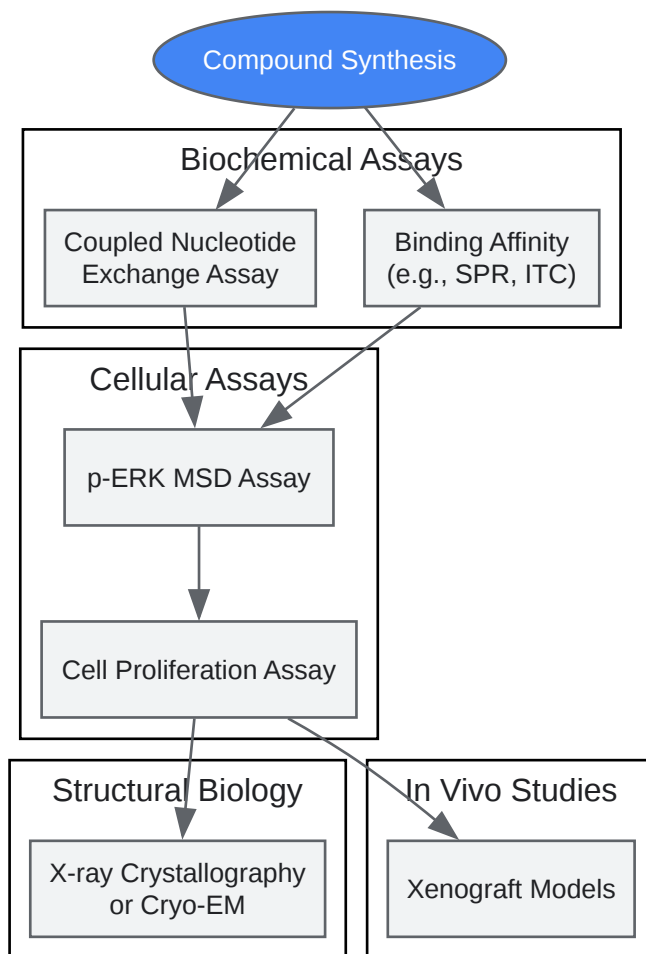 Compound Synthesis
Biochemical Assays
Coupled Nucleotide
Exchange Assay
Binding Affinity
(e.g., SPR, ITC)
Cellular Assays
p-ERK MSD Assay
Cell Proliferation Assay
Structural Biology
X-ray Crystallography
or Cryo-EM
In Vivo Studies
Xenograft Models